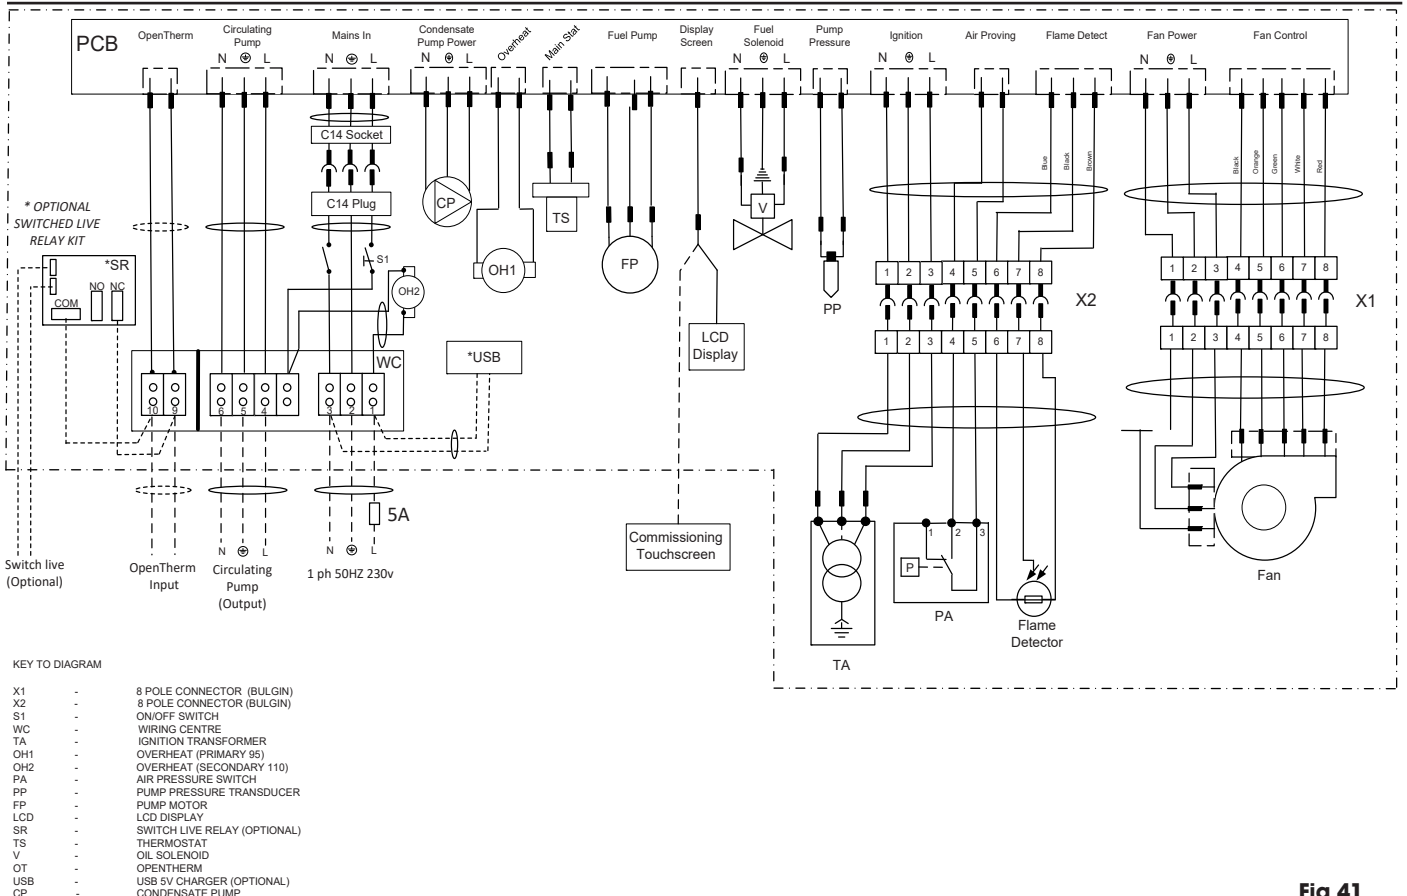 PCB
OpenTherm
Circulating
Pump
N L
Mains In
N L
Condensate
Pump Power
N L
Overheat
Main Stat
Fuel Pump
Display
Screen
Fuel
Solenoid
N L
Pump
Pressure
Ignition
N L
Air Proving
Flame Detect
Fan Power
N L
Fan Control
C14 Socket
C14 Plug
Blue
Black
Brown
Black
Orange
Green
White
Red
* OPTIONAL
SWITCHED LIVE
RELAY KIT
*SR
NO NC
COM
S1
OH2
CP
OH1
TS
FP
V
PP
LCD
Display
1 2 3 4 5 6 7 8
X2
1 2 3 4 5 6 7 8
1 2 3 4 5 6 7 8
X1
1 2 3 4 5 6 7 8
WC
*USB
10 9 6 5 4 3 2 1
5A
Switch live
(Optional)
OpenTherm
Input
N L
Circulating
Pump
(Output)
N L
1 ph 50HZ 230v
Commissioning
Touchscreen
TA
1 2 3
P
PA
Flame
Detector
Fan
KEY TO DIAGRAM
X1 - 8 POLE CONNECTOR (BULGIN)
X2 - 8 POLE CONNECTOR (BULGIN)
S1 - ON/OFF SWITCH
WC - WIRING CENTRE
TA - IGNITION TRANSFORMER
OH1 - OVERHEAT (PRIMARY 95)
OH2 - OVERHEAT (SECONDARY 110)
PA - AIR PRESSURE SWITCH
PP - PUMP PRESSURE TRANSDUCER
FP - PUMP MOTOR
LCD - LCD DISPLAY
SR - SWITCH LIVE RELAY (OPTIONAL)
TS - THERMOSTAT
V - OIL SOLENOID
OT - OPENTHERM
USB - USB 5V CHARGER (OPTIONAL)
CP - CONDENSATE PUMP
Fig 41